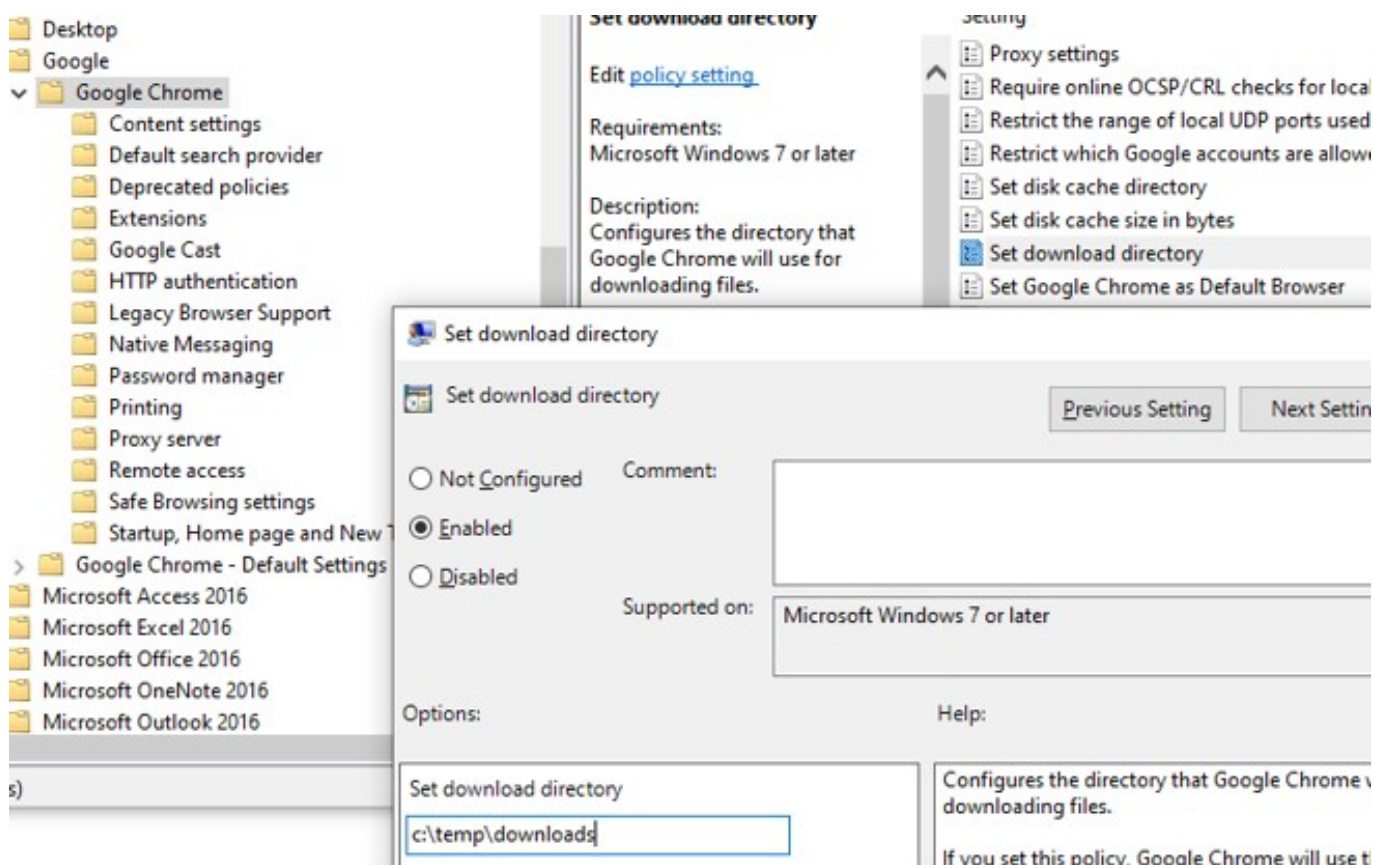 Desktop
Google
Google Chrome
Content settings
Default search provider
Deprecated policies
Extensions
Google Cast
HTTP authentication
Legacy Browser Support
Native Messaging
Password manager
Printing
Proxy server
Remote access
Safe Browsing settings
Startup, Home page and New
Google Chrome - Default Settings
Microsoft Access 2016
Microsoft Excel 2016
Microsoft Office 2016
Microsoft OneNote 2016
Microsoft Outlook 2016
s)
Set download directory
Edit policy setting
Requirements:
Microsoft Windows 7 or later
Description:
Configures the directory that
Google Chrome will use for
downloading files.
Setting
Proxy settings
Require online OCSP/CRL checks for local
Restrict the range of local UDP ports used
Restrict which Google accounts are allow
Set disk cache directory
Set disk cache size in bytes
Set download directory
Set Google Chrome as Default Browser
Set download directory
Set download directory
Previous Setting
Next Settin
Not Configured
Enabled
Disabled
Comment:
Supported on:
Microsoft Windows 7 or later
Options:
Help:
Set download directory
c:\temp\downloads
Configures the directory that Google Chrome
downloading files.
If you set this policy, Google Chrome will use